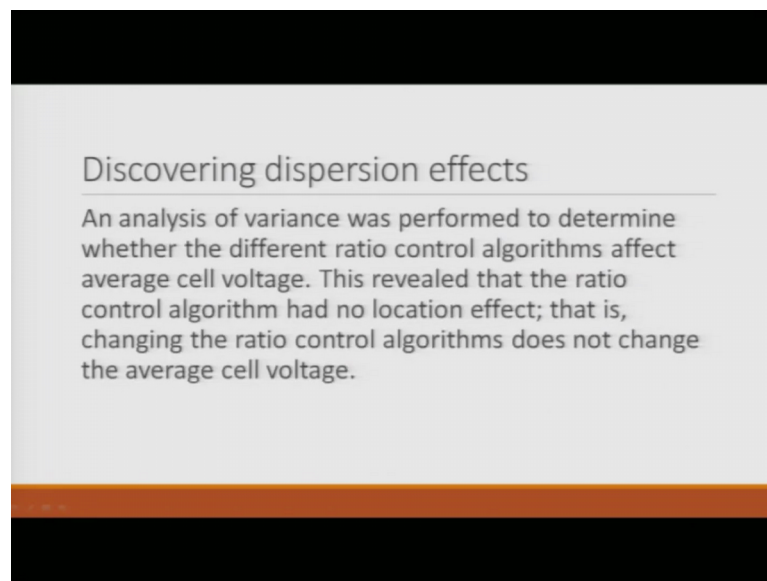 Discovering dispersion effects
An analysis of variance was performed to determine
whether the different ratio control algorithms affect
average cell voltage. This revealed that the ratio
control algorithm had no location effect; that is,
changing the ratio control algorithms does not change
the average cell voltage.